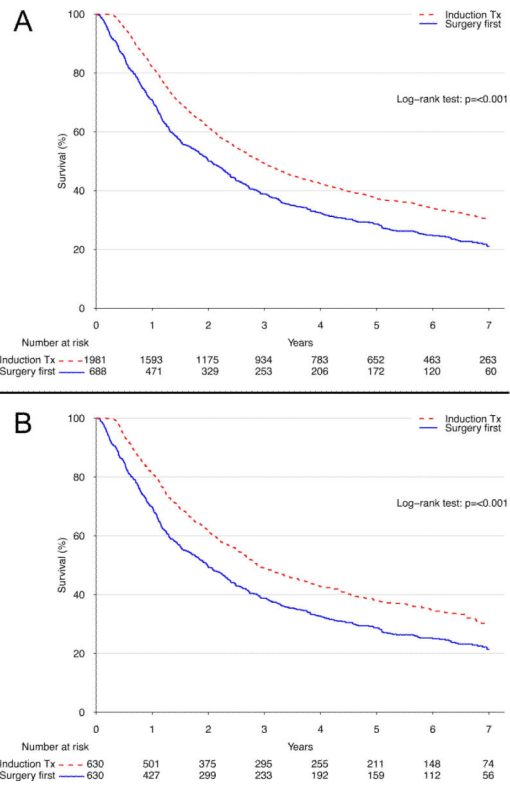 A
Induction Tx
Surgery first
Log-rank test: p=<0.001
Survival (%)
100
80
60
40
20
0
0 1 2 3 4 5 6 7
Number at risk Years
Induction Tx 1981 1593 1175 934 783 652 463 263
Surgery first 688 471 329 253 206 172 120 60
B
Induction Tx
Surgery first
Log-rank test: p=<0.001
Survival (%)
100
80
60
40
20
0
0 1 2 3 4 5 6 7
Number at risk Years
Induction Tx 630 501 375 295 255 211 148 74
Surgery first 630 427 299 233 192 159 112 56